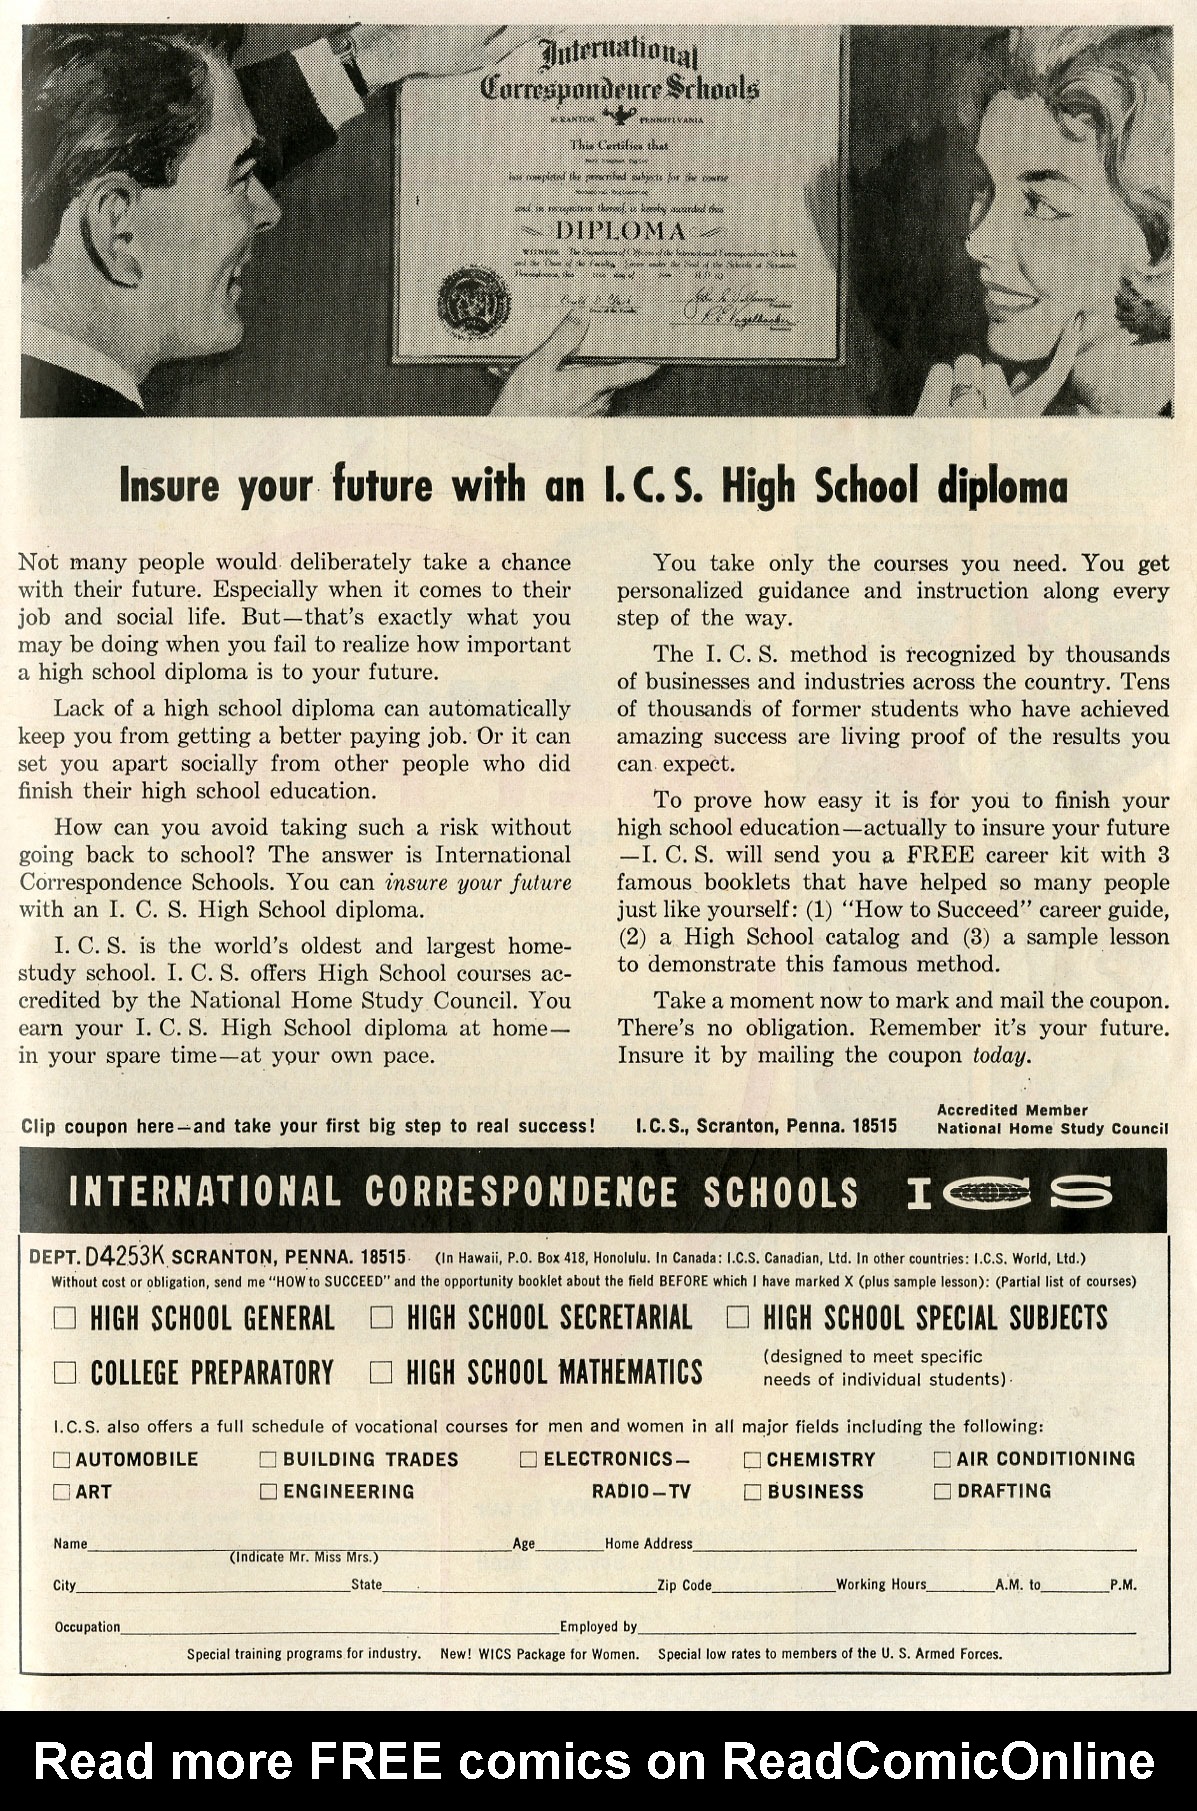 International
Correspondence Schools
SCRANTON, PENNSYLVANIA
This Certifies that
has completed the prescribed subjects for the course
and in recognition thereof, is hereby awarded this
DIPLOMA
Insure your future with an I. C. S. High School diploma
Not many people would deliberately take a chance
with their future. Especially when it comes to their
job and social life. But—that's exactly what you
may be doing when you fail to realize how important
a high school diploma is to your future.
Lack of a high school diploma can automatically
keep you from getting a better paying job. Or it can
set you apart socially from other people who did
finish their high school education.
How can you avoid taking such a risk without
going back to school? The answer is International
Correspondence Schools. You can insure your future
with an I. C. S. High School diploma.
I. C. S. is the world's oldest and largest home-
study school. I. C. S. offers High School courses ac-
credited by the National Home Study Council. You
earn your I. C. S. High School diploma at home—
in your spare time—at your own pace.
You take only the courses you need. You get
personalized guidance and instruction along every
step of the way.
The I. C. S. method is recognized by thousands
of businesses and industries across the country. Tens
of thousands of former students who have achieved
amazing success are living proof of the results you
can expect.
To prove how easy it is for you to finish your
high school education—actually to insure your future
—I. C. S. will send you a FREE career kit with 3
famous booklets that have helped so many people
just like yourself: (1) "How to Succeed" career guide,
(2) a High School catalog and (3) a sample lesson
to demonstrate this famous method.
Take a moment now to mark and mail the coupon.
There's no obligation. Remember it's your future.
Insure it by mailing the coupon today.
Clip coupon here—and take your first big step to real success!
I.C.S., Scranton, Penna. 18515
Accredited Member
National Home Study Council
INTERNATIONAL CORRESPONDENCE SCHOOLS ICS
DEPT. D4253K SCRANTON, PENNA. 18515 (In Hawaii, P.O. Box 418, Honolulu. In Canada: I.C.S. Canadian, Ltd. In other countries: I.C.S. World, Ltd.)
Without cost or obligation, send me "HOW to SUCCEED" and the opportunity booklet about the field BEFORE which I have marked X (plus sample lesson): (Partial list of courses)
HIGH SCHOOL GENERAL HIGH SCHOOL SECRETARIAL HIGH SCHOOL SPECIAL SUBJECTS
COLLEGE PREPARATORY HIGH SCHOOL MATHEMATICS
(designed to meet specific
needs of individual students)
I.C.S. also offers a full schedule of vocational courses for men and women in all major fields including the following:
AUTOMOBILE BUILDING TRADES ELECTRONICS— CHEMISTRY AIR CONDITIONING
ART ENGINEERING RADIO—TV BUSINESS DRAFTING
Name Age Home Address
(Indicate Mr. Miss Mrs.)
City State Zip Code Working Hours A.M. to P.M.
Occupation Employed by
Special training programs for industry. New! WICS Package for Women. Special low rates to members of the U. S. Armed Forces.
Read more FREE comics on ReadComicOnline